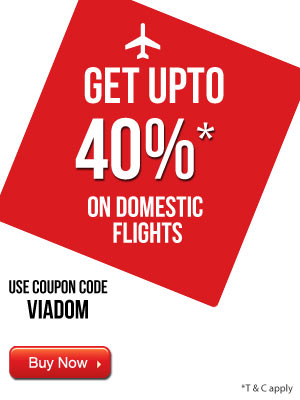 GET UPTO
40%*
ON DOMESTIC
FLIGHTS
USE COUPON CODE
VIADOM
Buy Now
*T & C apply